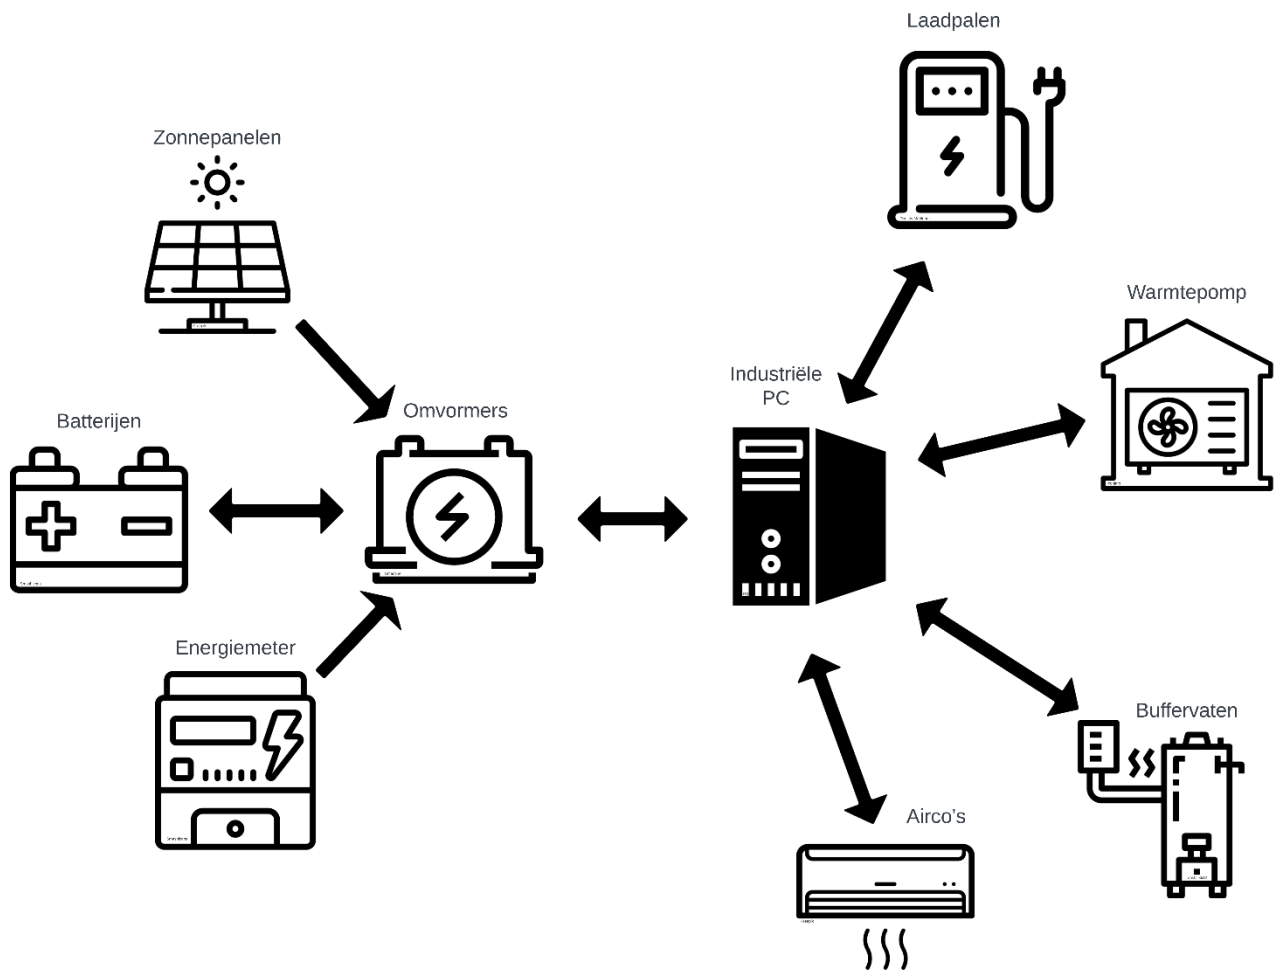 Laadpalen
Zonnepanelen
Warmtepomp
Industriële
PC
Omvormers
Batterijen
Energiemeter
Buffervaten
Airco's